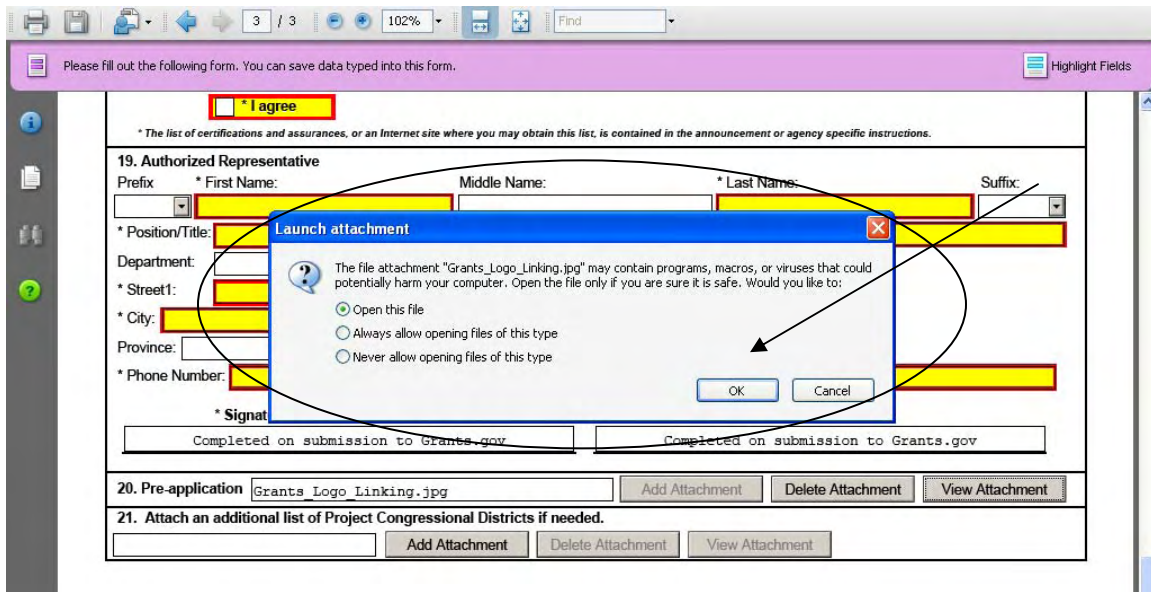 3 / 3 102% Find
Please fill out the following form. You can save data typed into this form. Highlight Fields
* I agree
* The list of certifications and assurances, or an Internet site where you may obtain this list, is contained in the announcement or agency specific instructions.
19. Authorized Representative
Prefix * First Name: Middle Name: * Last Name: Suffix:
* Position/Title:
Launch attachment
The file attachment "Grants_Logo_Linking.jpg" may contain programs, macros, or viruses that could
potentially harm your computer. Open the file only if you are sure it is safe. Would you like to:
Open this file
Always allow opening files of this type
Never allow opening files of this type
OK Cancel
Department:
* Street1:
* City:
Province:
* Phone Number:
* Signat
Completed on submission to Grants.gov Completed on submission to Grants.gov
20. Pre-application Grants_Logo_Linking.jpg Add Attachment Delete Attachment View Attachment
21. Attach an additional list of Project Congressional Districts if needed.
Add Attachment Delete Attachment View Attachment